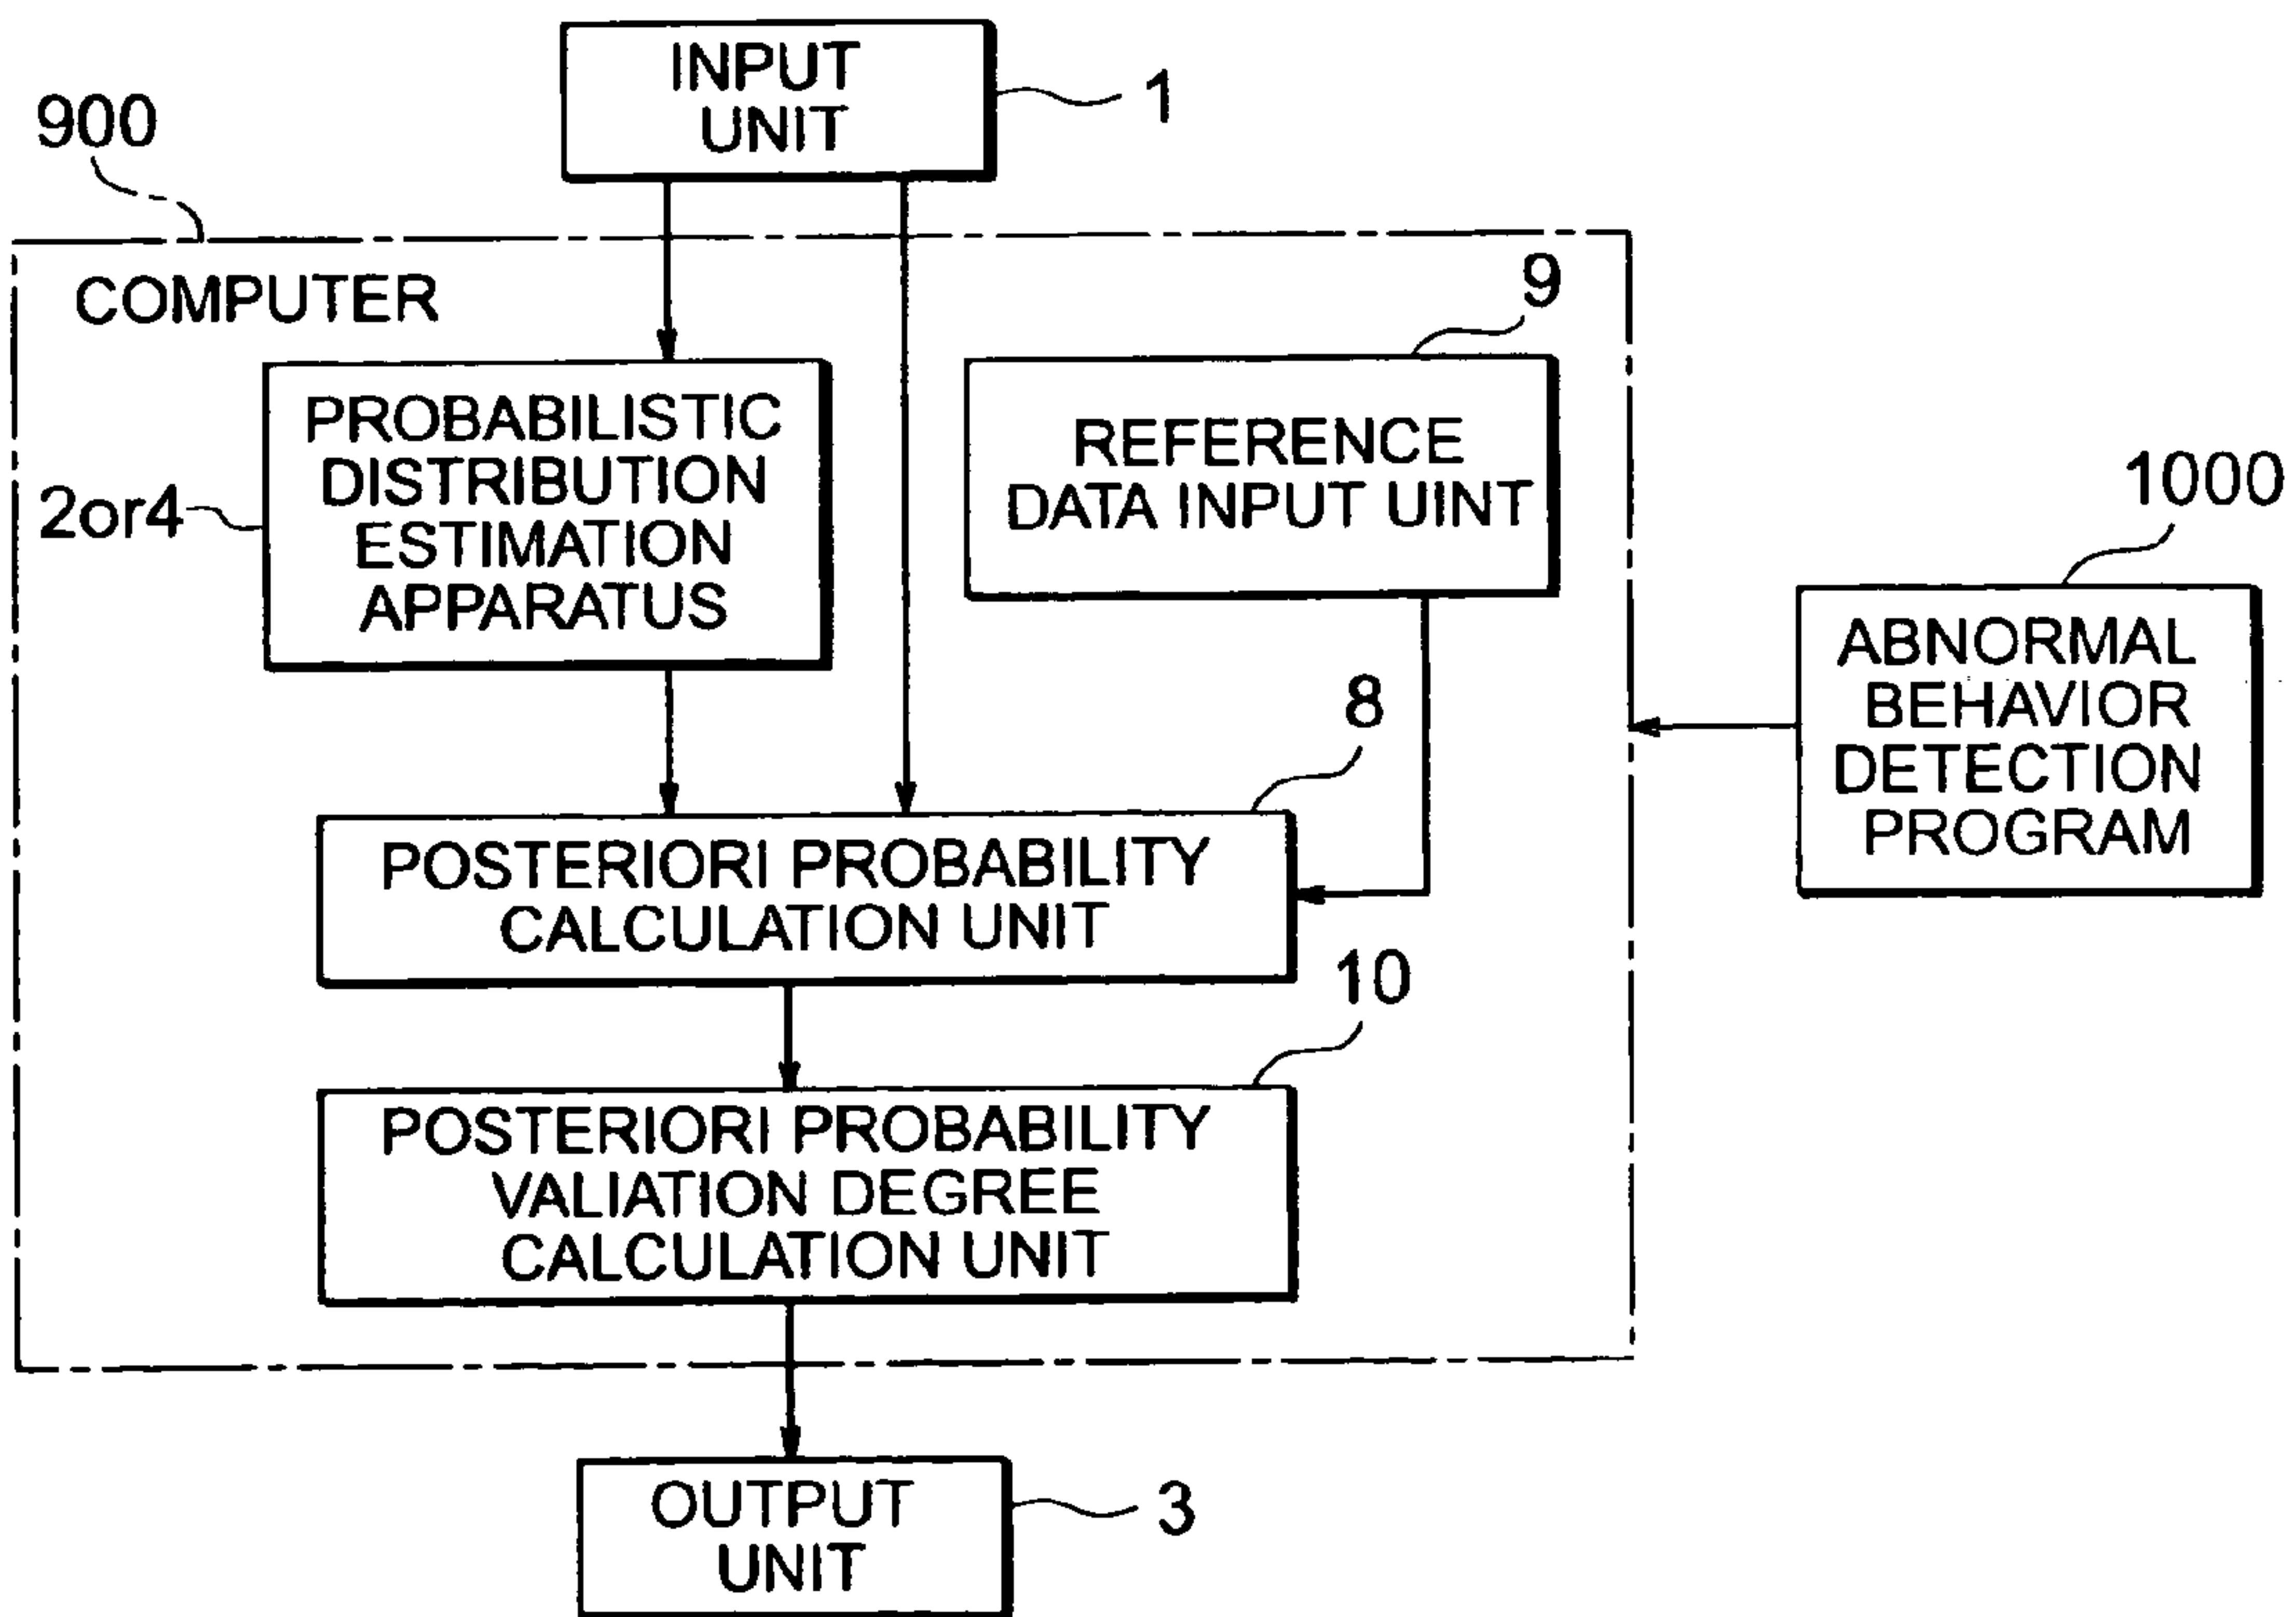 INPUT
UNIT
1
900
COMPUTER
9
PROBABILISTIC
DISTRIBUTION
ESTIMATION
APPARATUS
2or4
REFERENCE
DATA INPUT UINT
1000
ABNORMAL
BEHAVIOR
DETECTION
PROGRAM
8
POSTERIORI PROBABILITY
CALCULATION UNIT
10
POSTERIORI PROBABILITY
VALIATION DEGREE
CALCULATION UNIT
OUTPUT
UNIT
3